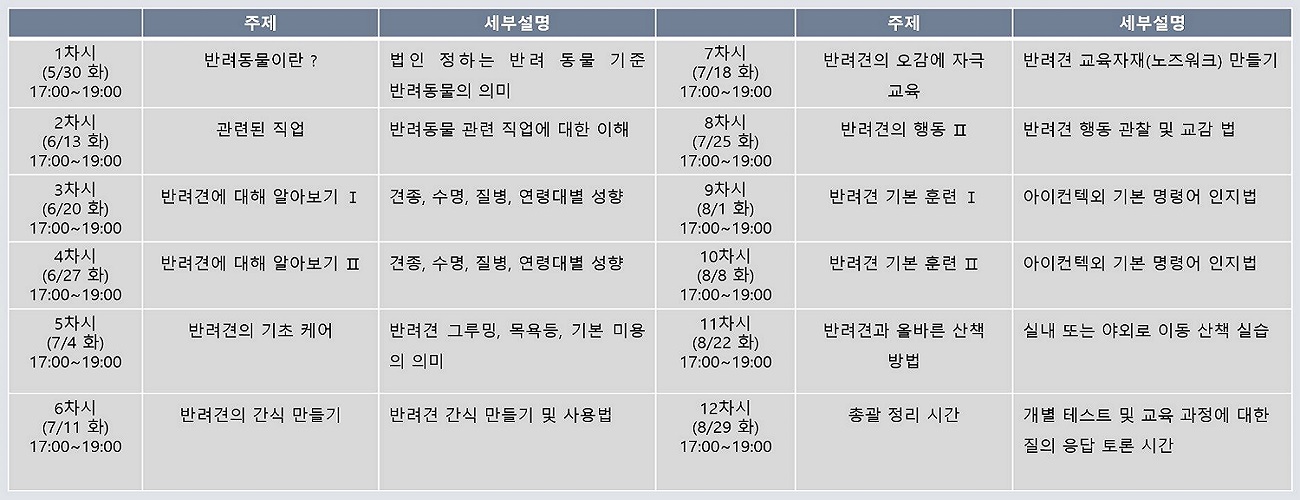 주제 세부설명 주제 세부설명
1차시
(5/30 화)
17:00~19:00
반려동물이란 ?
법인 정하는 반려 동물 기준
반려동물의 의미
7차시
(7/18 화)
17:00~19:00
반려견의 오감에 자극
교육
반려견 교육자재(노즈워크) 만들기
2차시
(6/13 화)
17:00~19:00
관련된 직업
반려동물 관련 직업에 대한 이해
8차시
(7/25 화)
17:00~19:00
반려견의 행동 Ⅱ
반려견 행동 관찰 및 교감 법
3차시
(6/20 화)
17:00~19:00
반려견에 대해 알아보기 Ⅰ
견종, 수명, 질병, 연령대별 성향
9차시
(8/1 화)
17:00~19:00
반려견 기본 훈련 Ⅰ
아이컨텍외 기본 명령어 인지법
4차시
(6/27 화)
17:00~19:00
반려견에 대해 알아보기 Ⅱ
견종, 수명, 질병, 연령대별 성향
10차시
(8/8 화)
17:00~19:00
반려견 기본 훈련 Ⅱ
아이컨텍외 기본 명령어 인지법
5차시
(7/4 화)
17:00~19:00
반려견의 기초 케어
반려견 그루밍, 목욕등, 기본 미용
의 의미
11차시
(8/22 화)
17:00~19:00
반려견과 올바른 산책
방법
실내 또는 야외로 이동 산책 실습
6차시
(7/11 화)
17:00~19:00
반려견의 간식 만들기
반려견 간식 만들기 및 사용법
12차시
(8/29 화)
17:00~19:00
총괄 정리 시간
개별 테스트 및 교육 과정에 대한
질의 응답 토론 시간